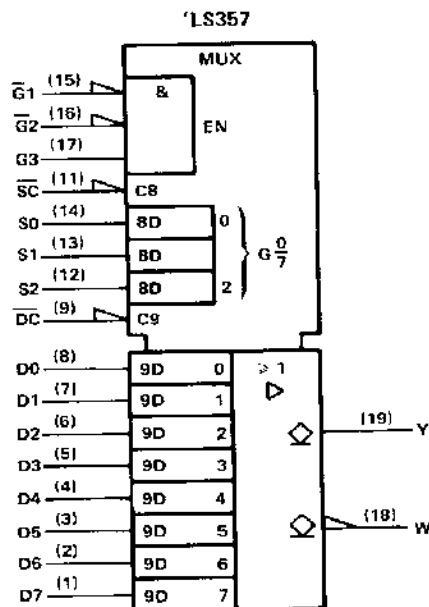 'LS357
MUX
G̅1 (15) &
G̅2 (16) EN
G3 (17)
S̅C̅ (11) C8
S0 (14) 8D 0
S1 (13) 8D G 0/7
S2 (12) 8D 2
D̅C̅ (9) C9
D0 (8) 9D 0 ≥ 1
D1 (7) 9D 1 ▷
D2 (6) 9D 2 (19) Y
D3 (5) 9D 3
D4 (4) 9D 4
D5 (3) 9D 5 (18) W
D6 (2) 9D 6
D7 (1) 9D 7